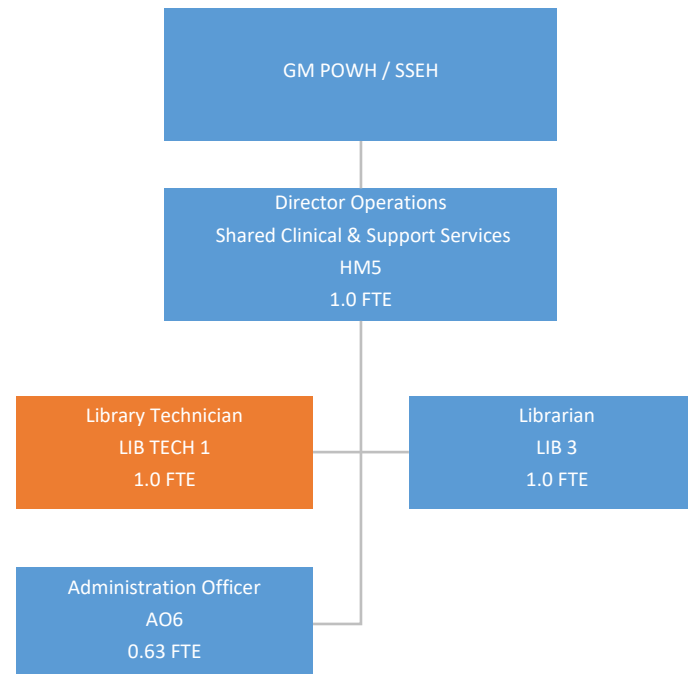 GM POWH / SSEH
Director Operations
Shared Clinical & Support Services
HM5
1.0 FTE
Library Technician
LIB TECH 1
1.0 FTE
Librarian
LIB 3
1.0 FTE
Administration Officer
AO6
0.63 FTE